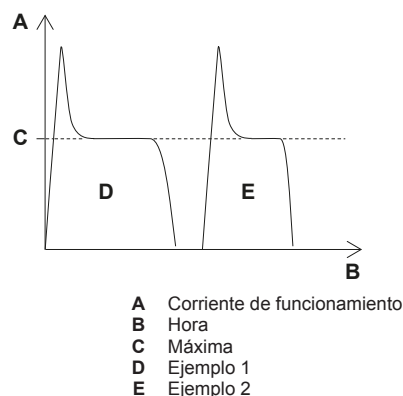 A
C
D
E
B
A Corriente de funcionamiento
B Hora
C Máxima
D Ejemplo 1
E Ejemplo 2